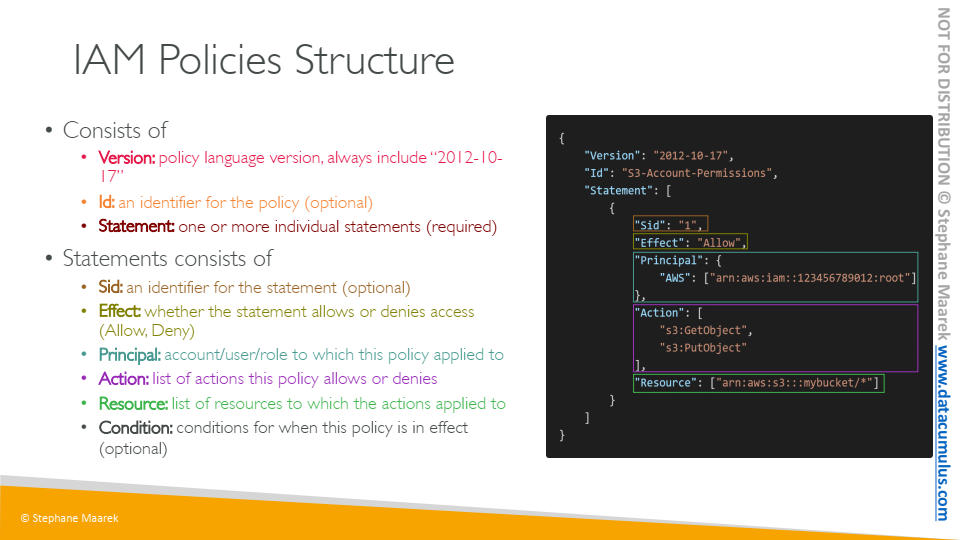 IAM Policies Structure
• Consists of
• Version: policy language version, always include “2012-10-
17”
• Id: an identifier for the policy (optional)
• Statement: one or more individual statements (required)
• Statements consists of
• Sid: an identifier for the statement (optional)
• Effect: whether the statement allows or denies access
(Allow, Deny)
• Principal: account/user/role to which this policy applied to
• Action: list of actions this policy allows or denies
• Resource: list of resources to which the actions applied to
• Condition: conditions for when this policy is in effect
(optional)
{
"Version": "2012-10-17",
"Id": "S3-Account-Permissions",
"Statement": [
{
"Sid": "1",
"Effect": "Allow",
"Principal": {
"AWS": ["arn:aws:iam::123456789012:root"]
},
"Action": [
"s3:GetObject",
"s3:PutObject"
],
"Resource": ["arn:aws:s3:::mybucket/*"]
}
]
}
NOT FOR DISTRIBUTION © Stephane Maarek www.datacumulus.com
© Stephane Maarek